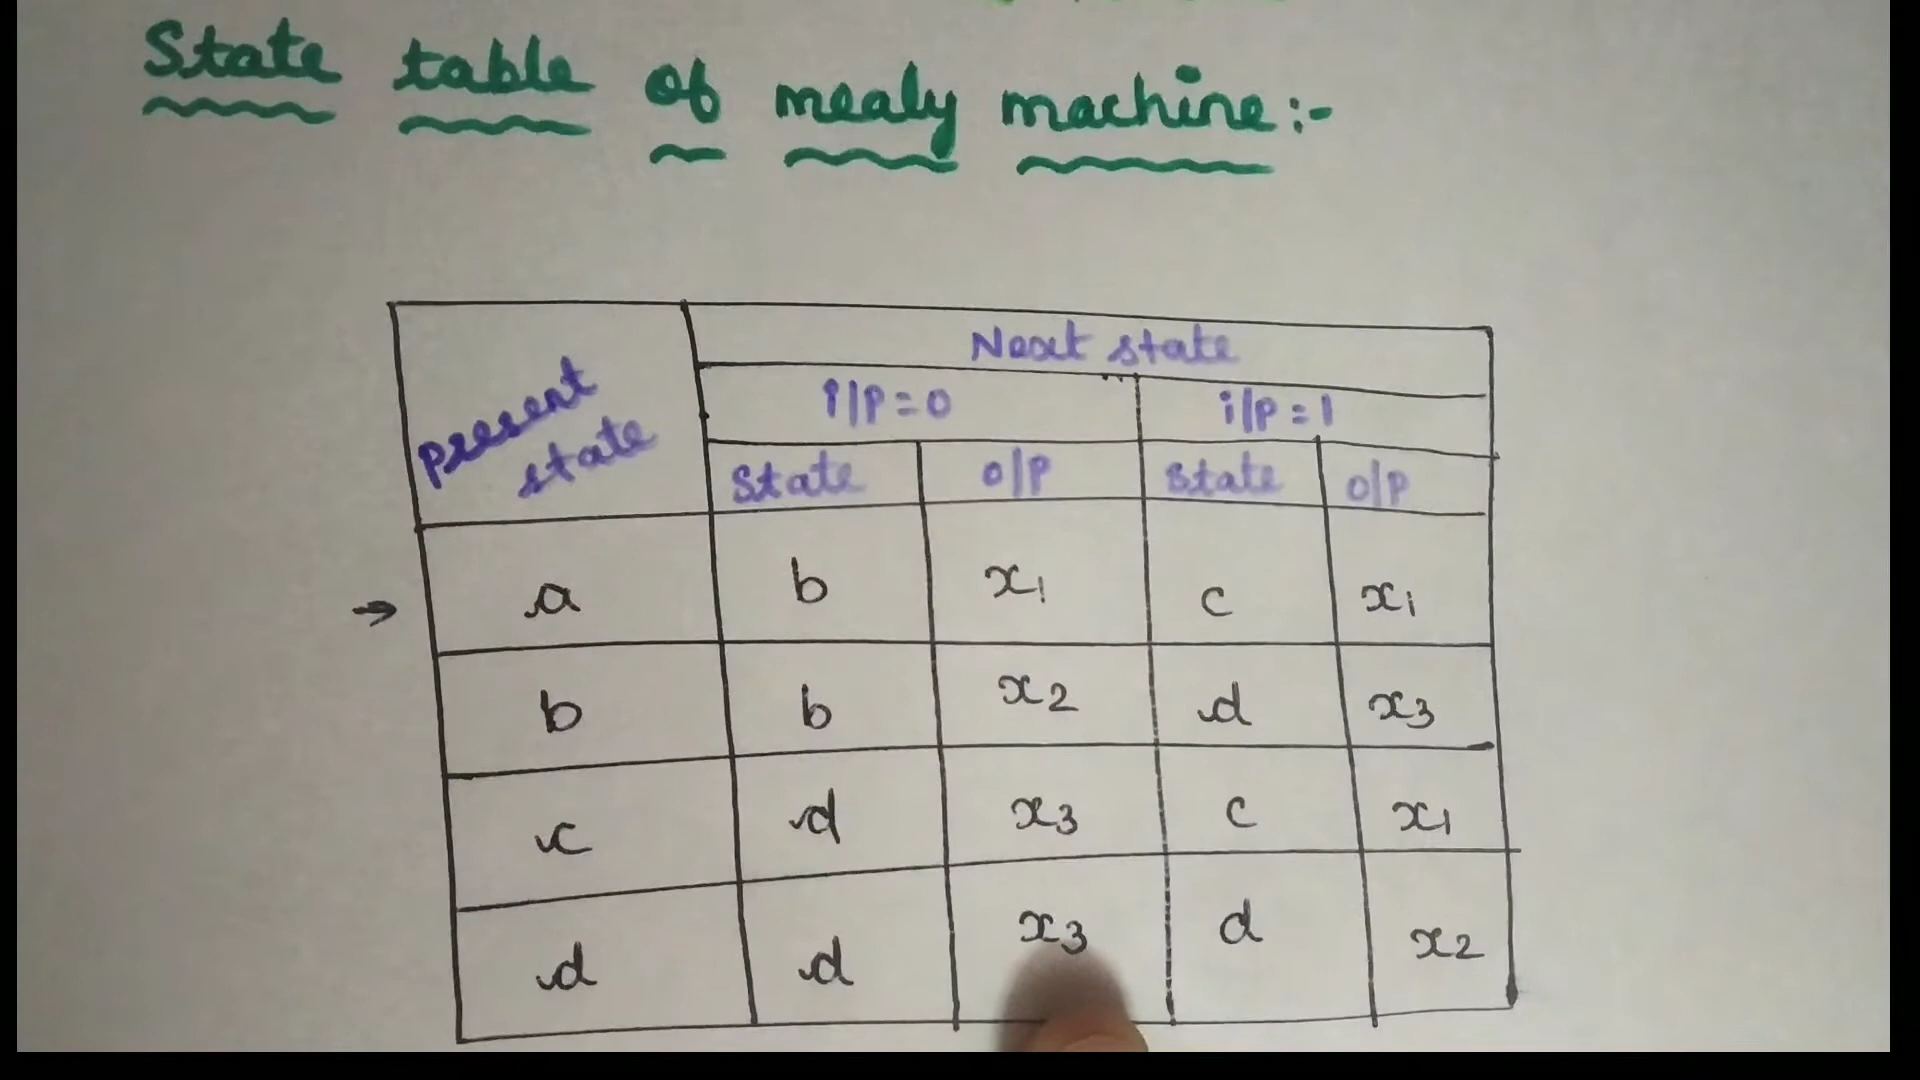 State table of mealy machine:-
Next state
present state
i/p=0 i/p=1
State o/p state o/p
→ a b x1 c x1
b b x2 d x3
c d x3 c x1
d d x3 d x2